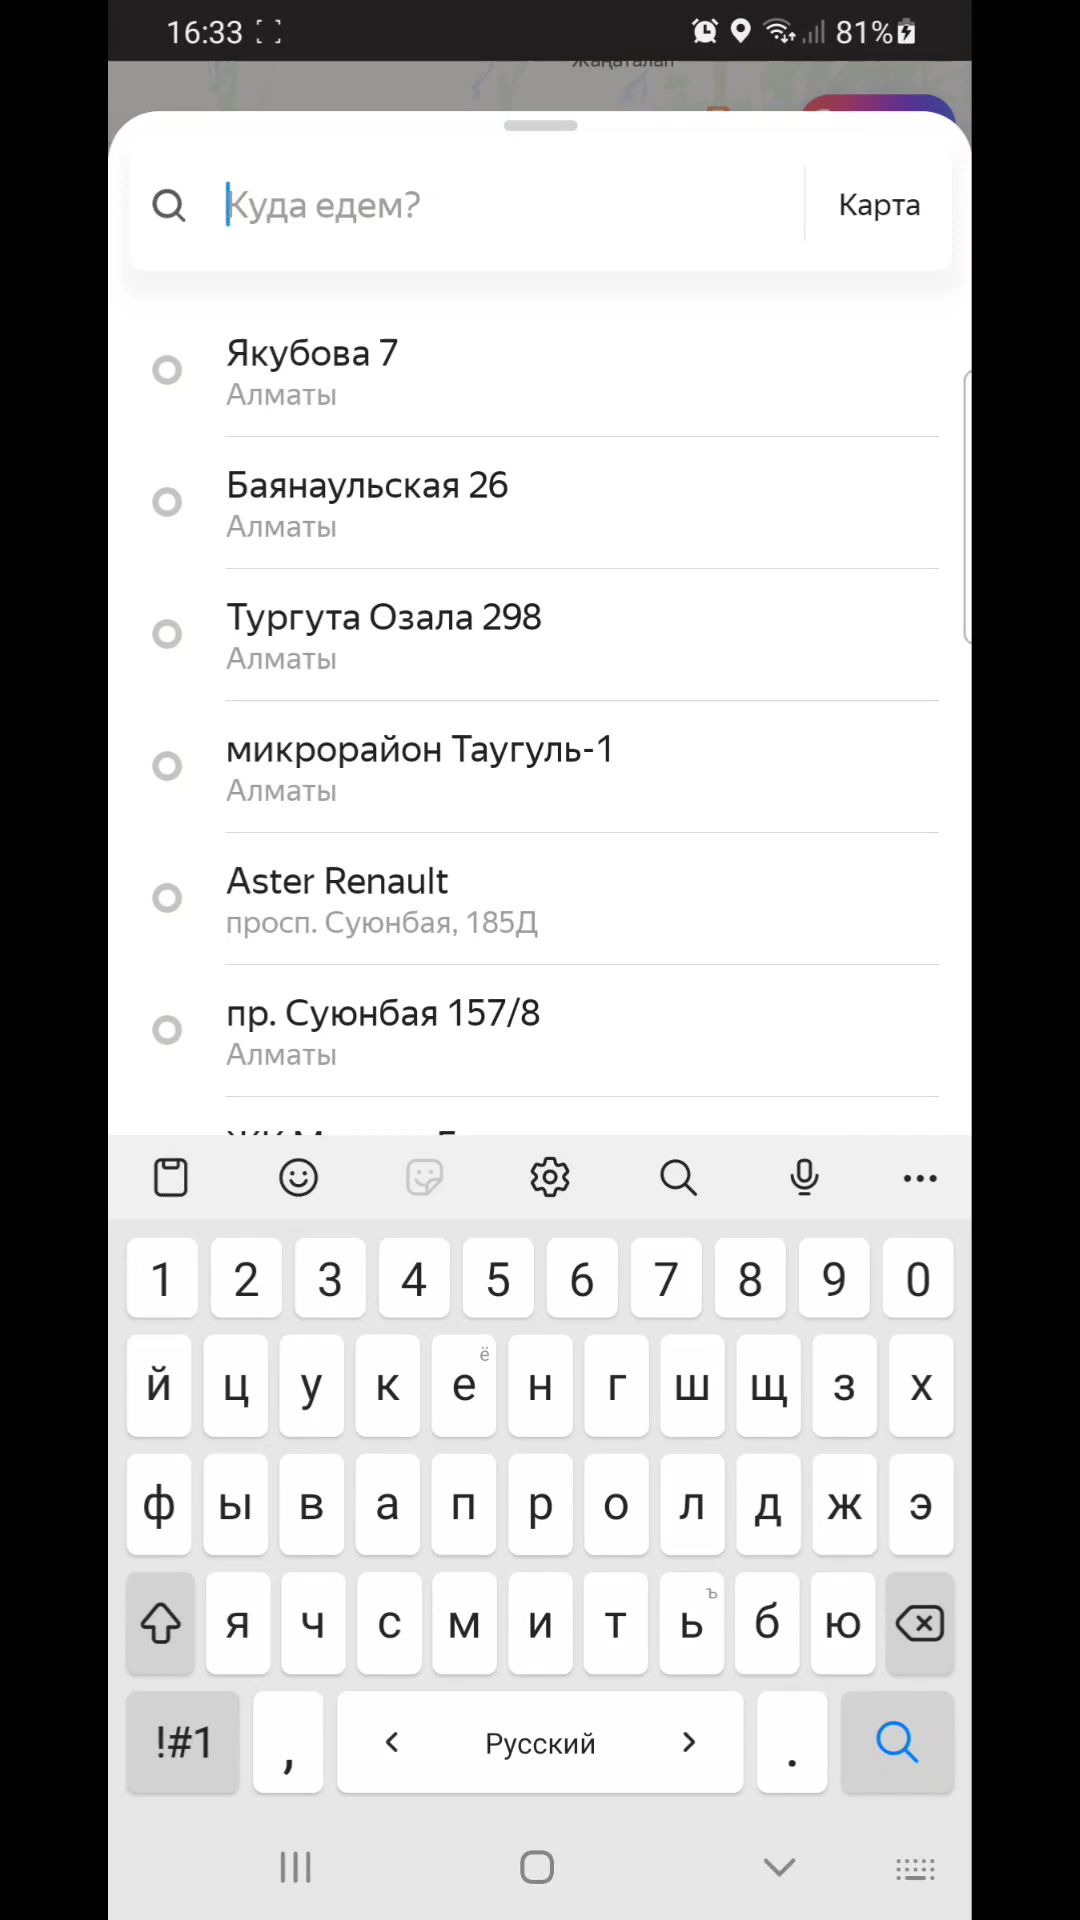 16:33 81%
Куда едем? Карта
Якубова 7
Алматы
Баянаульская 26
Алматы
Тургута Озала 298
Алматы
микрорайон Таугуль-1
Алматы
Aster Renault
просп. Суюнбая, 185Д
пр. Суюнбая 157/8
Алматы
1 2 3 4 5 6 7 8 9 0
й ц у к е ё н г ш щ з х
ф ы в а п р о л д ж э
я ч с м и т ь ъ б ю
!#1 , Русский .